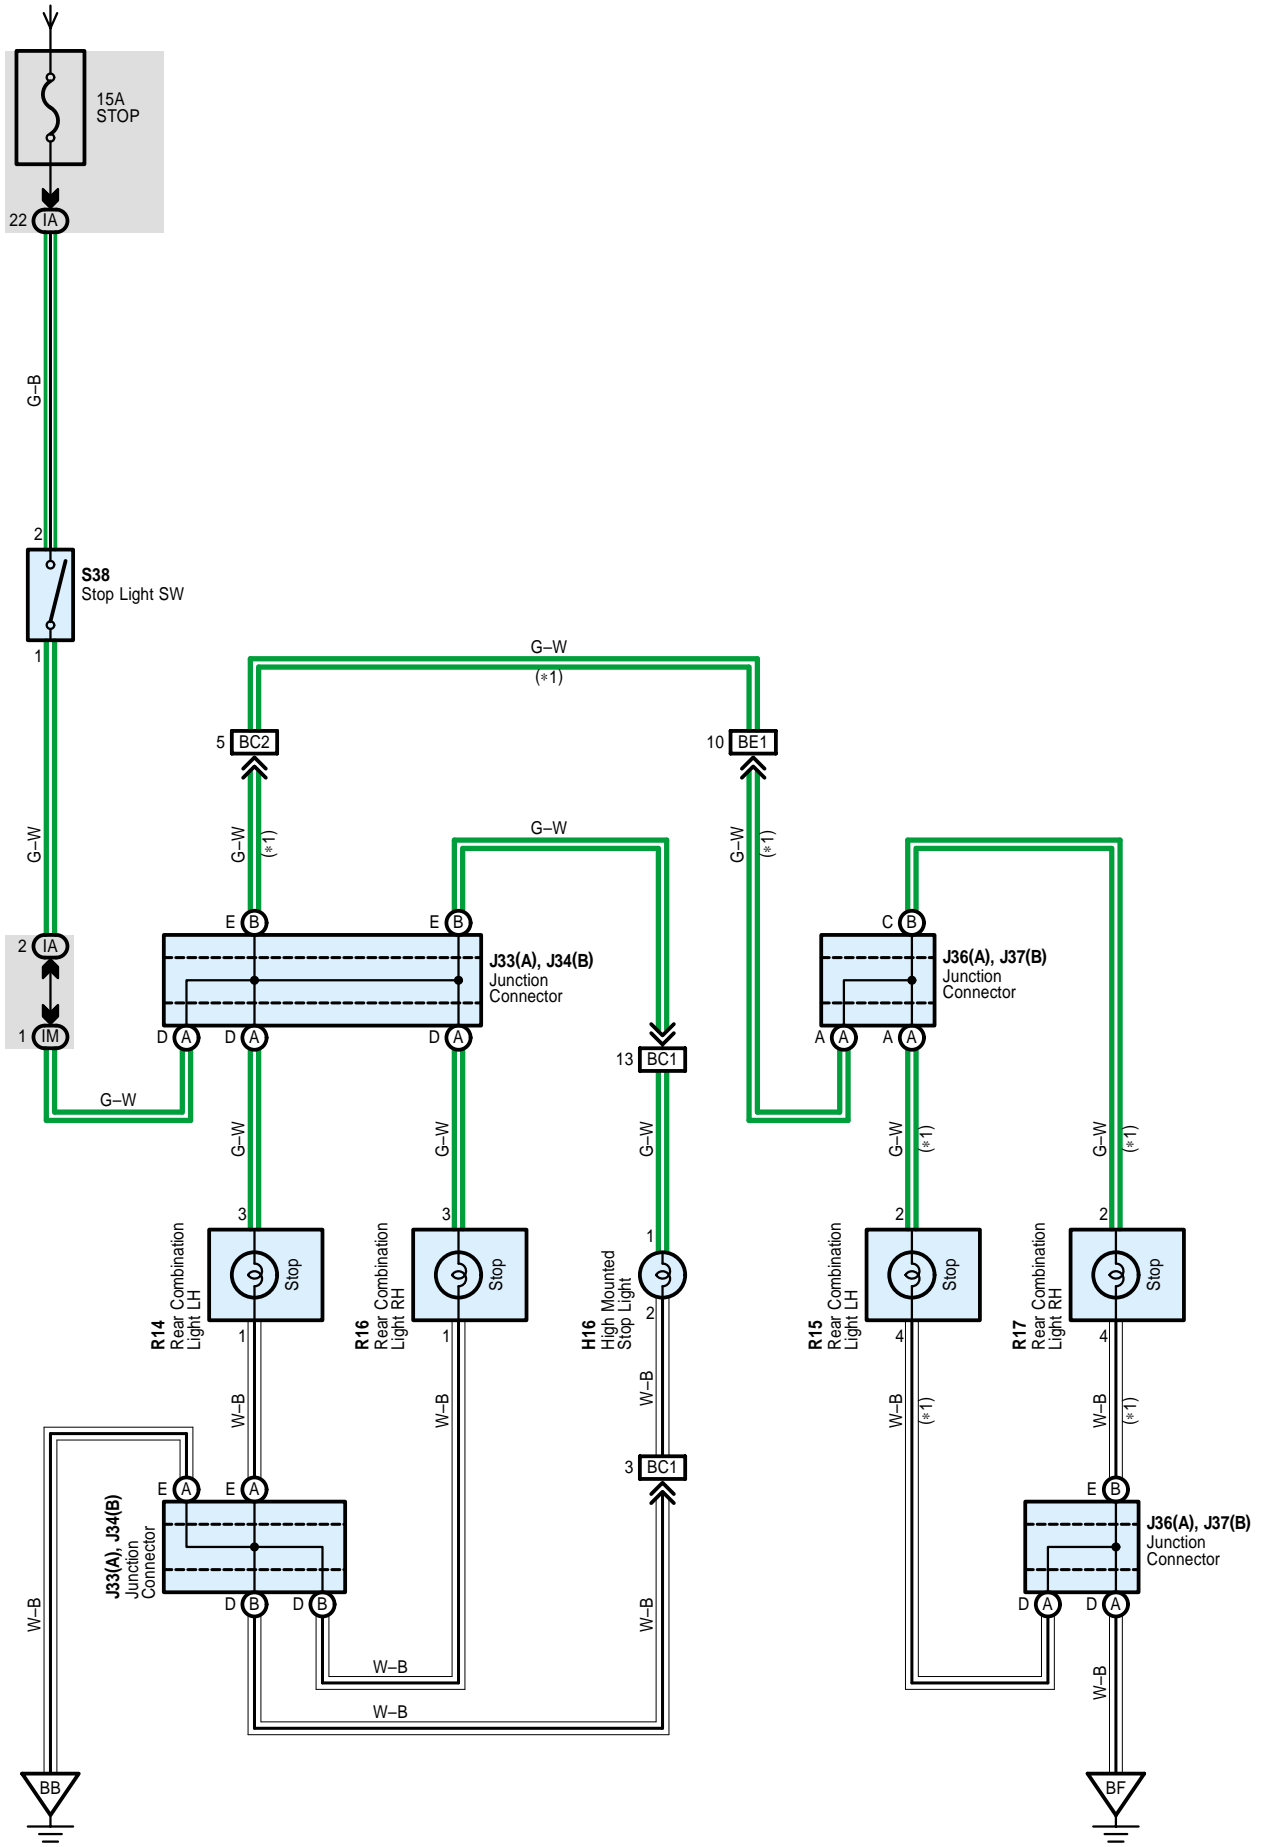 15A
STOP
22 IA
G–B
2
S38
Stop Light SW
1
G–W
(∗1)
5 BC2
10 BE1
G–W
G–W
(∗1)
G–W
G–W
(∗1)
E B
E B
C B
2 IA
J33(A), J34(B)
Junction
Connector
J36(A), J37(B)
Junction
Connector
1 IM
D A
D A
D A
13 BC1
A A
A A
G–W
G–W
G–W
G–W
G–W
(∗1)
G–W
(∗1)
3
3
1
2
2
R14
Rear Combination
Light LH
Stop
R16
Rear Combination
Light RH
Stop
H16
High Mounted
Stop Light
R15
Rear Combination
Light LH
Stop
R17
Rear Combination
Light RH
Stop
1
1
2
4
4
W–B
W–B
W–B
W–B
(∗1)
W–B
(∗1)
3 BC1
E A
E A
E B
J33(A), J34(B)
Junction
Connector
J36(A), J37(B)
Junction
Connector
D B
D B
D A
D A
W–B
W–B
W–B
W–B
W–B
BB
BF